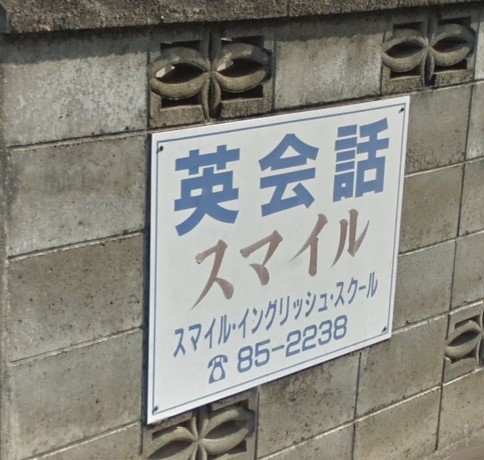 英会話
スマイル
スマイル・イングリッシュ・スクール
☎ 85-2238